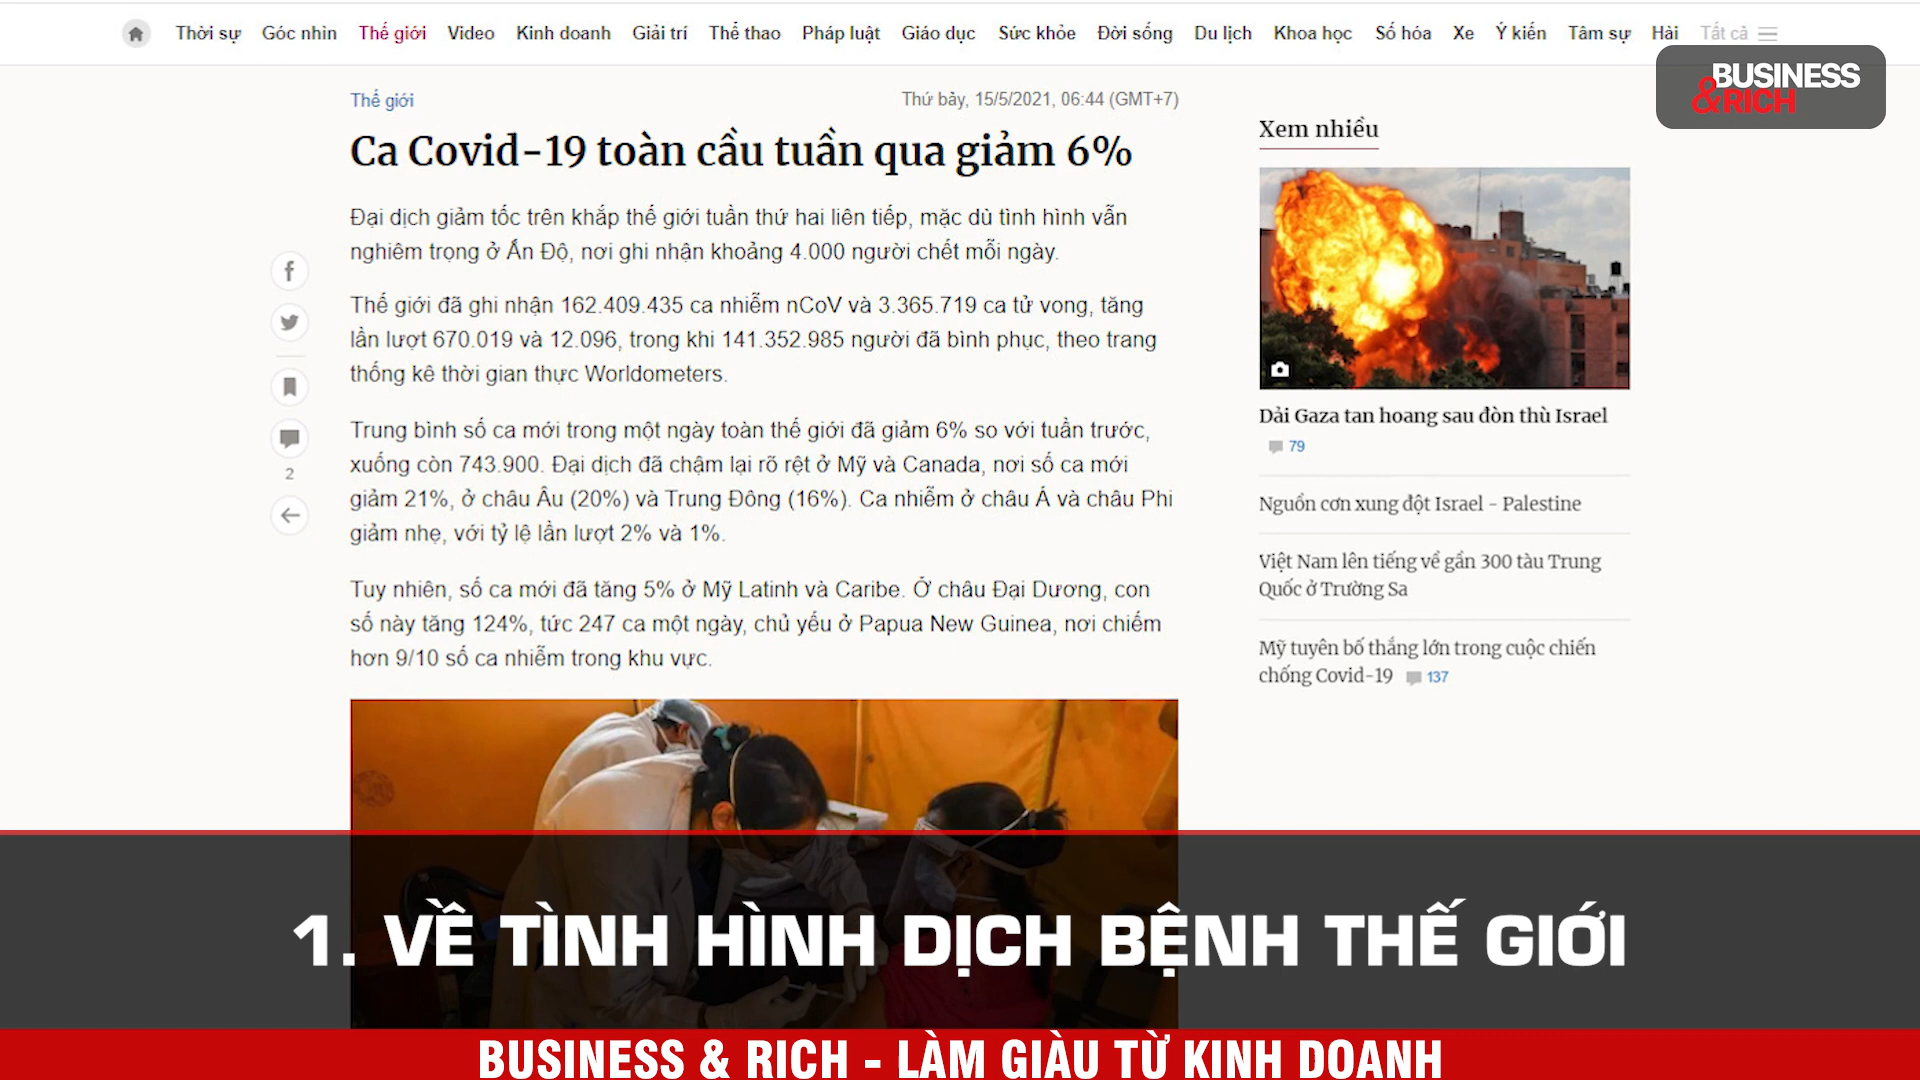 Thời sự Góc nhìn Thế giới Video Kinh doanh Giải trí Thể thao Pháp luật Giáo dục Sức khỏe Đời sống Du lịch Khoa học Số hóa Xe Ý kiến Tâm sự Hài Tất cả
BUSINESS
&RICH
Thế giới
Thứ bảy, 15/5/2021, 06:44 (GMT+7)
Ca Covid-19 toàn cầu tuần qua giảm 6%
Đại dịch giảm tốc trên khắp thế giới tuần thứ hai liên tiếp, mặc dù tình hình vẫn
nghiêm trọng ở Ấn Độ, nơi ghi nhận khoảng 4.000 người chết mỗi ngày.
Thế giới đã ghi nhận 162.409.435 ca nhiễm nCoV và 3.365.719 ca tử vong, tăng
lần lượt 670.019 và 12.096, trong khi 141.352.985 người đã bình phục, theo trang
thống kê thời gian thực Worldometers.
Trung bình số ca mới trong một ngày toàn thế giới đã giảm 6% so với tuần trước,
xuống còn 743.900. Đại dịch đã chậm lại rõ rệt ở Mỹ và Canada, nơi số ca mới
giảm 21%, ở châu Âu (20%) và Trung Đông (16%). Ca nhiễm ở châu Á và châu Phi
giảm nhẹ, với tỷ lệ lần lượt 2% và 1%.
Tuy nhiên, số ca mới đã tăng 5% ở Mỹ Latinh và Caribe. Ở châu Đại Dương, con
số này tăng 124%, tức 247 ca một ngày, chủ yếu ở Papua New Guinea, nơi chiếm
hơn 9/10 số ca nhiễm trong khu vực.
2
Xem nhiều
Dải Gaza tan hoang sau đòn thù Israel
79
Nguồn cơn xung đột Israel - Palestine
Việt Nam lên tiếng về gần 300 tàu Trung
Quốc ở Trường Sa
Mỹ tuyên bố thắng lớn trong cuộc chiến
chống Covid-19 137
1. VỀ TÌNH HÌNH DỊCH BỆNH THẾ GIỚI
BUSINESS & RICH - LÀM GIÀU TỪ KINH DOANH